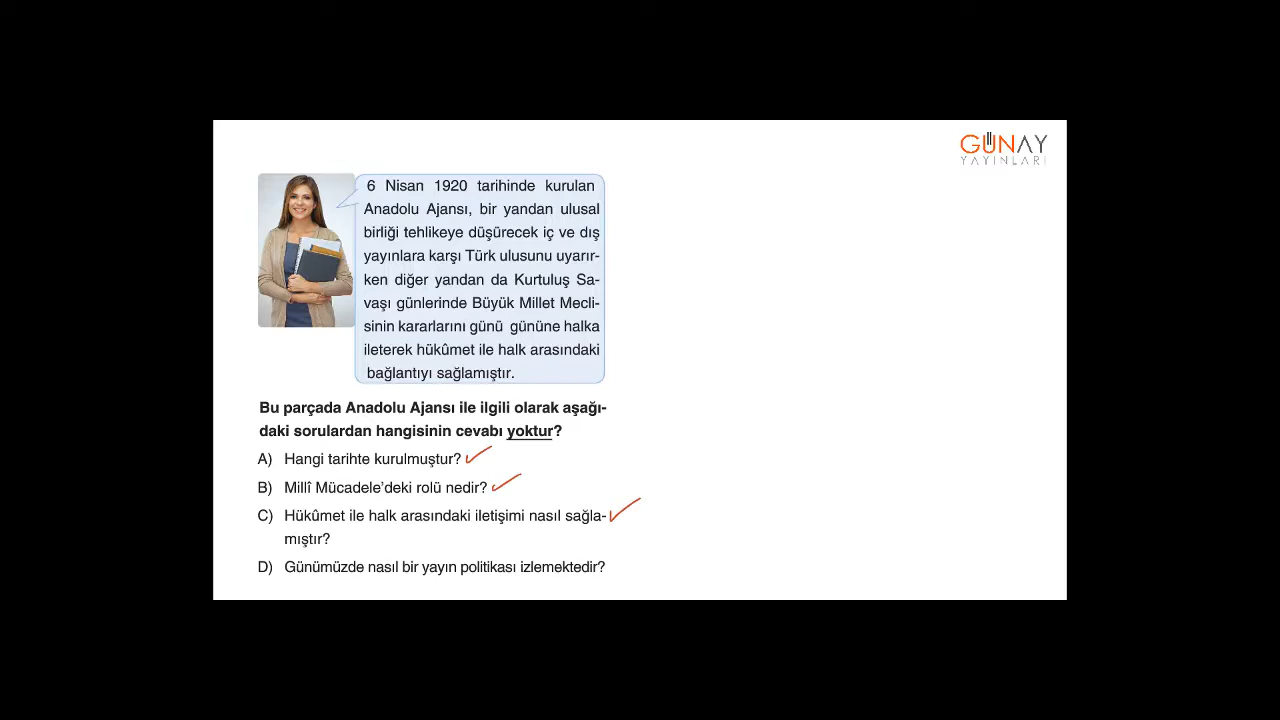 GÜNAY
YAYINLARI
6 Nisan 1920 tarihinde kurulan
Anadolu Ajansı, bir yandan ulusal
birliği tehlikeye düşürecek iç ve dış
yayınlara karşı Türk ulusunu uyarır-
ken diğer yandan da Kurtuluş Sa-
vaşı günlerinde Büyük Millet Mecli-
sinin kararlarını günü gününe halka
ileterek hükûmet ile halk arasındaki
bağlantıyı sağlamıştır.
Bu parçada Anadolu Ajansı ile ilgili olarak aşağı-
daki sorulardan hangisinin cevabı yoktur?
A) Hangi tarihte kurulmuştur?
B) Millî Mücadele'deki rolü nedir?
C) Hükûmet ile halk arasındaki iletişimi nasıl sağla-
mıştır?
D) Günümüzde nasıl bir yayın politikası izlemektedir?